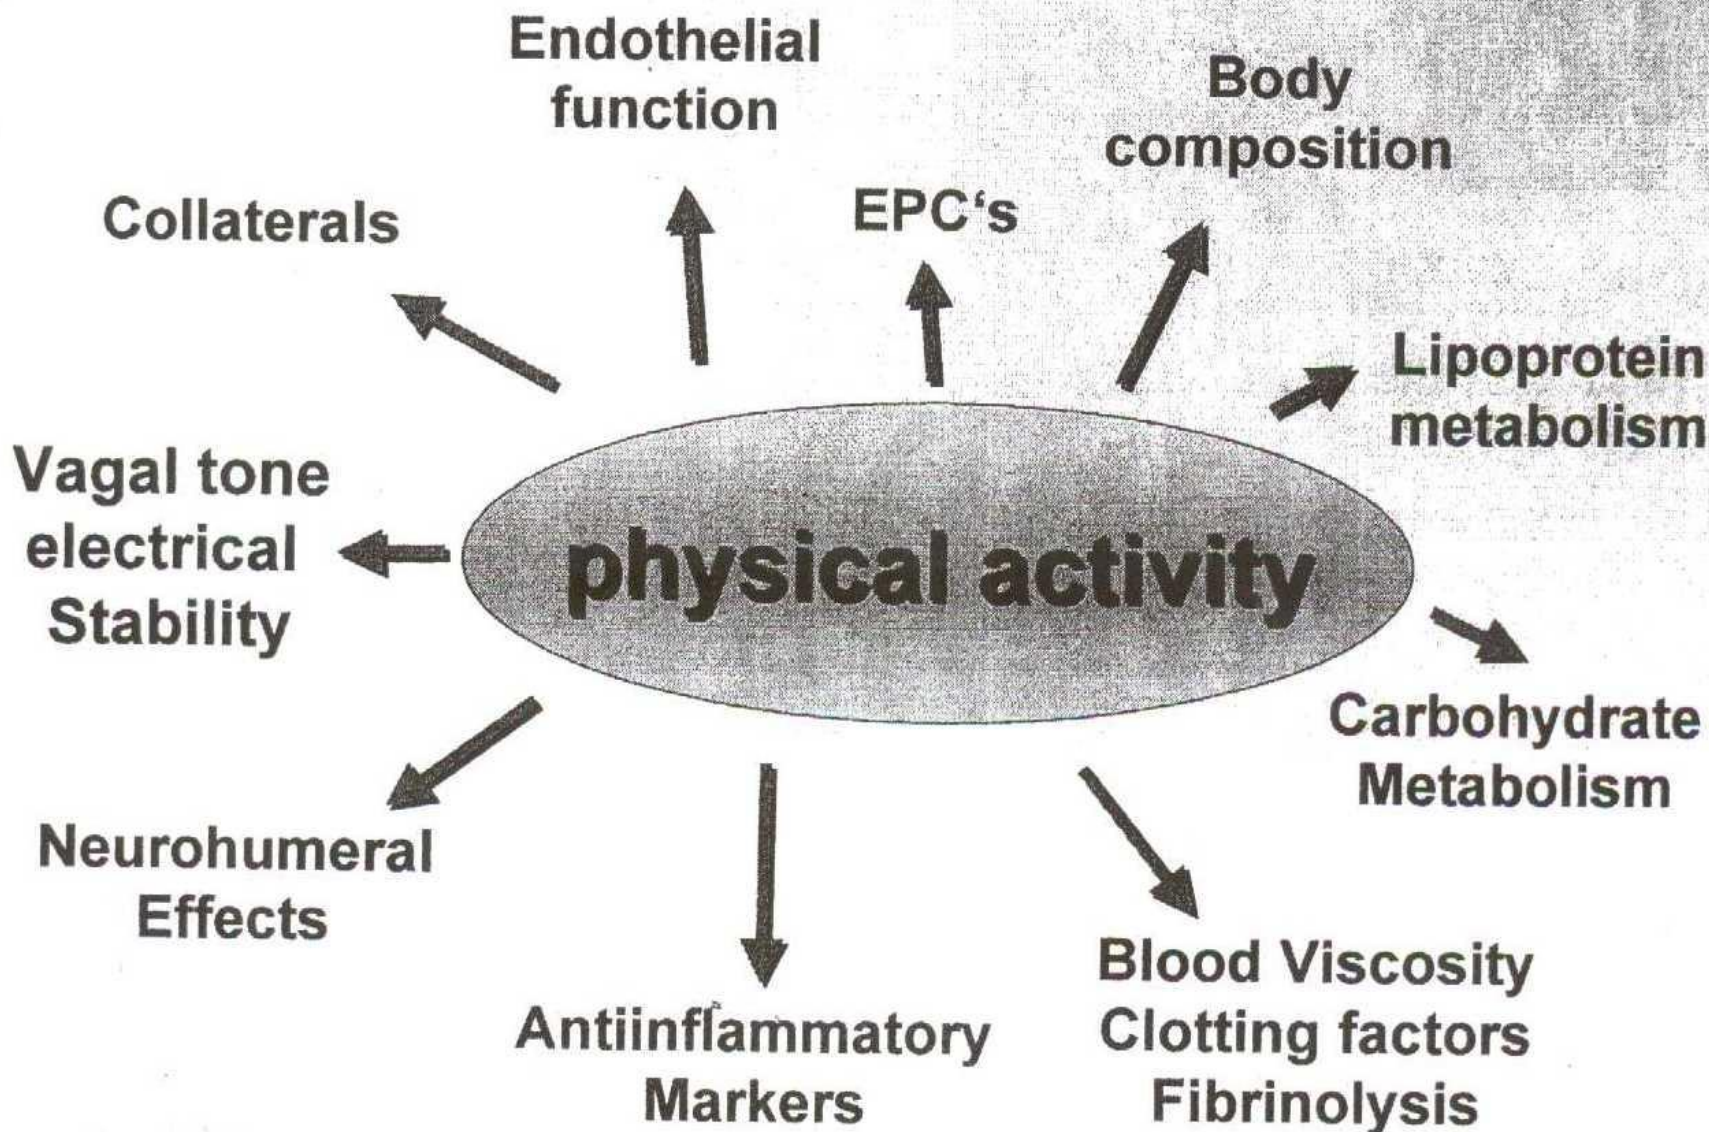 Endothelial
function
Body
composition
Collaterals
EPC‘s
Lipoprotein
metabolism
Vagal tone
electrical
Stability
physical activity
Carbohydrate
Metabolism
Neurohumeral
Effects
Antiinflammatory
Markers
Blood Viscosity
Clotting factors
Fibrinolysis